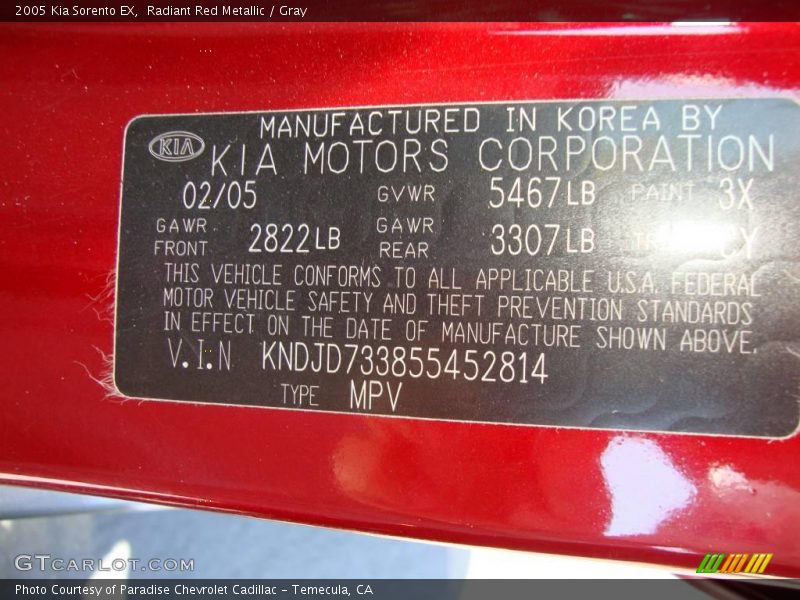 2005 Kia Sorento EX,  Radiant Red Metallic / Gray
KIA
MANUFACTURED IN KOREA BY
KIA MOTORS CORPORATION
02/05 GVWR 5467LB PAINT 3X
GAWR FRONT 2822LB GAWR REAR 3307LB
THIS VEHICLE CONFORMS TO ALL APPLICABLE U.S.A. FEDERAL
MOTOR VEHICLE SAFETY AND THEFT PREVENTION STANDARDS
IN EFFECT ON THE DATE OF MANUFACTURE SHOWN ABOVE.
V.I.N KNDJD733855452814
TYPE MPV
GTCARLOT.COM
Photo Courtesy of Paradise Chevrolet Cadillac - Temecula, CA